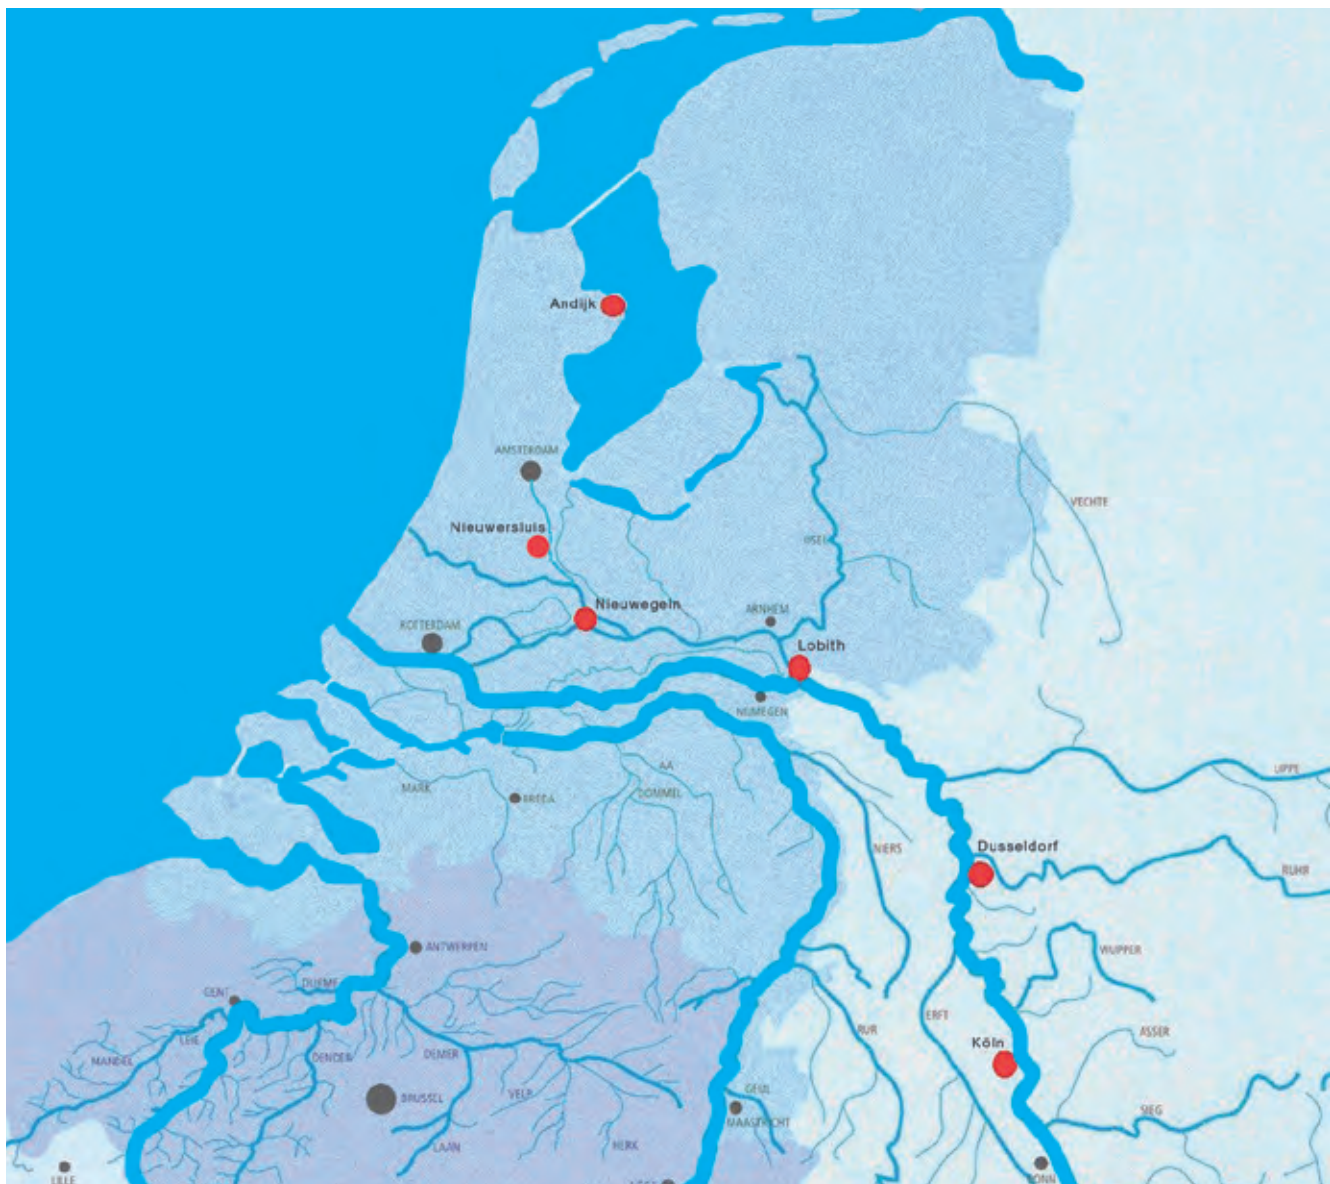 Andijk
AMSTERDAM
VECHTE
Nieuwersluis
IJSEL
Nieuwegein
ARNHEM
ROTTERDAM
Lobith
NIJMEGEN
AA
LIPPE
MARK
DOMMEL
BREDA
Dusseldorf
NIERS
RUHR
ANTWERPEN
WUPPER
DURME
GENT
ERFT
RUR
ASSER
LEIE
Köln
MANDEL
DENDER
DEMER
GEUL
VELP
BRUSSEL
SIEG
MAASTRICHT
LAAN
HERK
LILLE
BONN